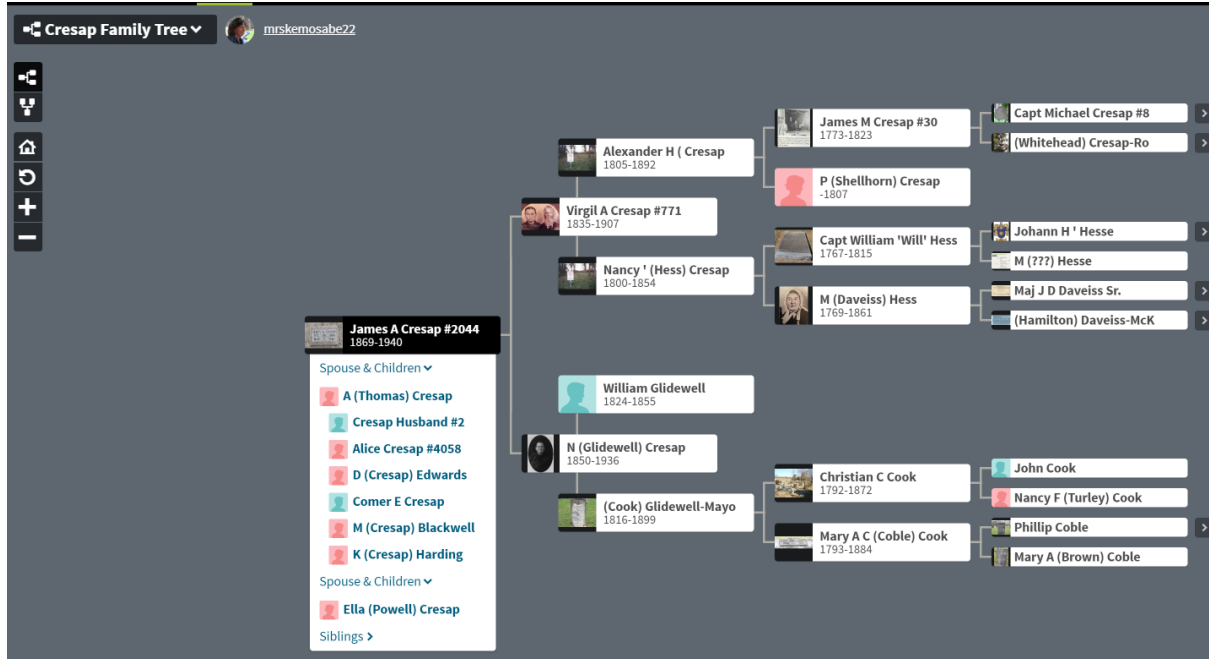 Cresap Family Tree
mrskemosabe22
James M Cresap #30
1773-1823
Capt Michael Cresap #8
(Whitehead) Cresap-Ro
Alexander H ( Cresap
1805-1892
P (Shellhorn) Cresap
-1807
Virgil A Cresap #771
1835-1907
Capt William 'Will' Hess
1767-1815
Johann H ' Hesse
M (???) Hesse
Nancy ' (Hess) Cresap
1800-1854
M (Daveiss) Hess
1769-1861
Maj J D Daveiss Sr.
(Hamilton) Daveiss-McK
James A Cresap #2044
1869-1940
Spouse & Children
A (Thomas) Cresap
Cresap Husband #2
Alice Cresap #4058
D (Cresap) Edwards
Comer E Cresap
M (Cresap) Blackwell
K (Cresap) Harding
Spouse & Children
Ella (Powell) Cresap
Siblings
William Glidewell
1824-1855
N (Glidewell) Cresap
1850-1936
(Cook) Glidewell-Mayo
1816-1899
Christian C Cook
1792-1872
John Cook
Nancy F (Turley) Cook
Mary A C (Coble) Cook
1793-1884
Phillip Coble
Mary A (Brown) Coble